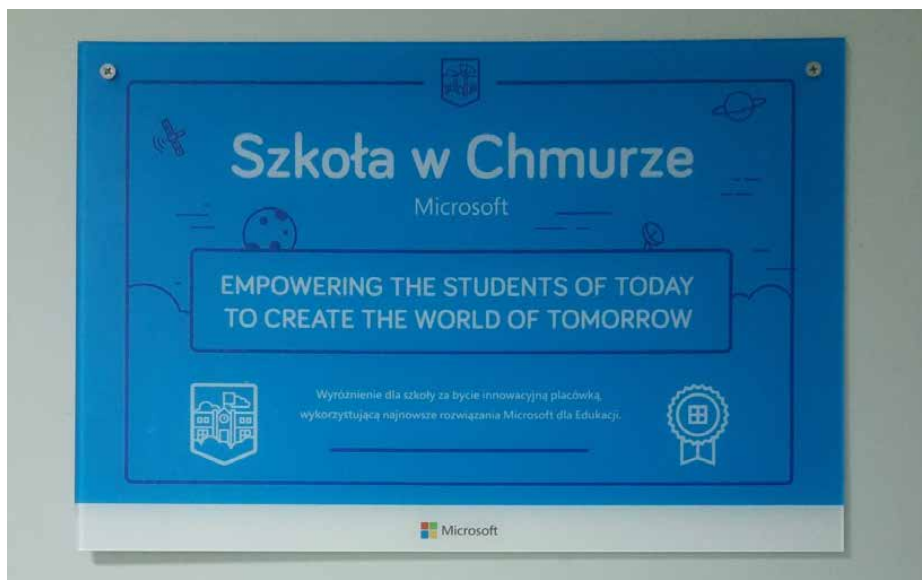 Szkoła w Chmurze
Microsoft
EMPOWERING THE STUDENTS OF TODAY
TO CREATE THE WORLD OF TOMORROW
Wyróżnienie dla szkoły za bycie innowacyjną placówką,
wykorzystującą najnowsze rozwiązania Microsoft dla Edukacji.
Microsoft